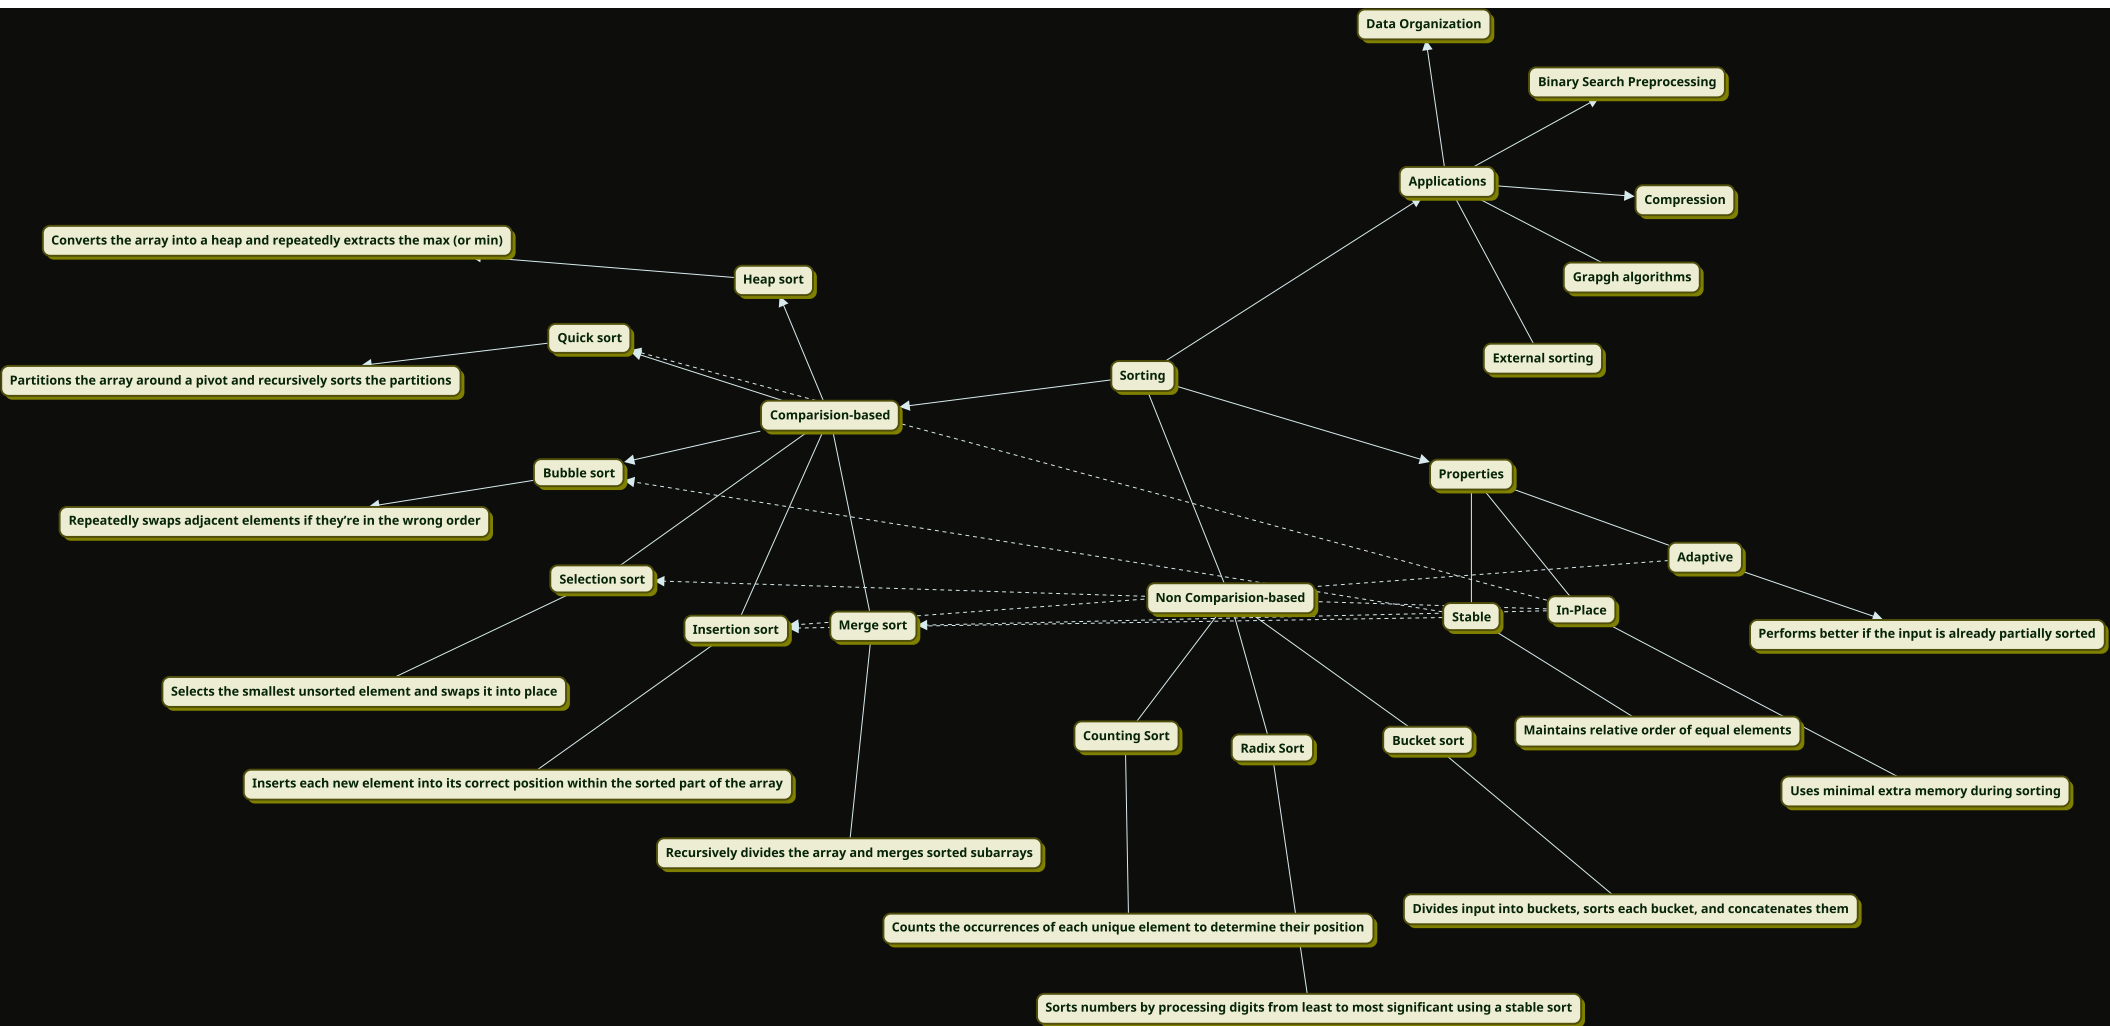 Data Organization
Binary Search Preprocessing
Applications
Compression
Converts the array into a heap and repeatedly extracts the max (or min)
Heap sort
Grapgh algorithms
Quick sort
External sorting
Partitions the array around a pivot and recursively sorts the partitions
Sorting
Comparision-based
Bubble sort
Properties
Repeatedly swaps adjacent elements if they’re in the wrong order
Adaptive
Selection sort
Non Comparision-based
In-Place
Stable
Insertion sort
Merge sort
Performs better if the input is already partially sorted
Selects the smallest unsorted element and swaps it into place
Maintains relative order of equal elements
Counting Sort
Radix Sort
Bucket sort
Inserts each new element into its correct position within the sorted part of the array
Uses minimal extra memory during sorting
Recursively divides the array and merges sorted subarrays
Divides input into buckets, sorts each bucket, and concatenates them
Counts the occurrences of each unique element to determine their position
Sorts numbers by processing digits from least to most significant using a stable sort